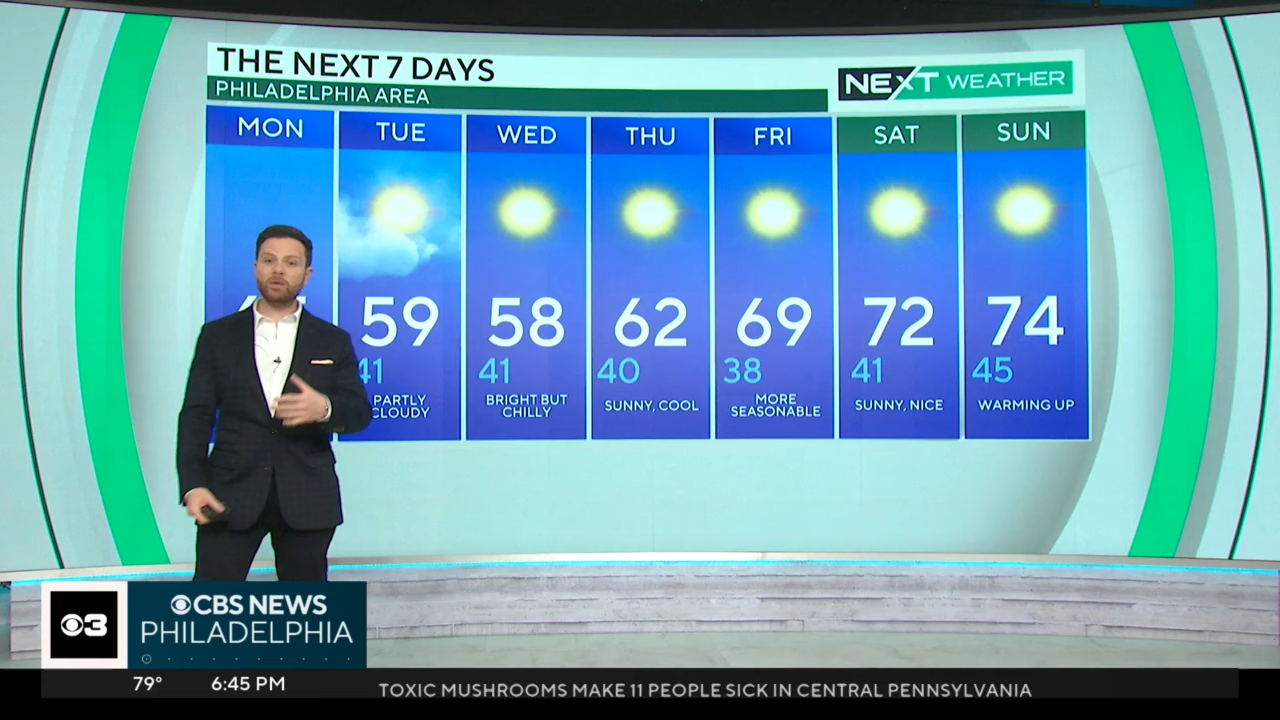 THE NEXT 7 DAYS
PHILADELPHIA AREA
NEXT WEATHER
MON TUE WED THU FRI SAT SUN
59 58 62 69 72 74
41 41 40 38 41 45
PARTLY CLOUDY
BRIGHT BUT CHILLY
SUNNY, COOL
MORE SEASONABLE
SUNNY, NICE
WARMING UP
3
CBS NEWS
PHILADELPHIA
79° 6:45 PM TOXIC MUSHROOMS MAKE 11 PEOPLE SICK IN CENTRAL PENNSYLVANIA